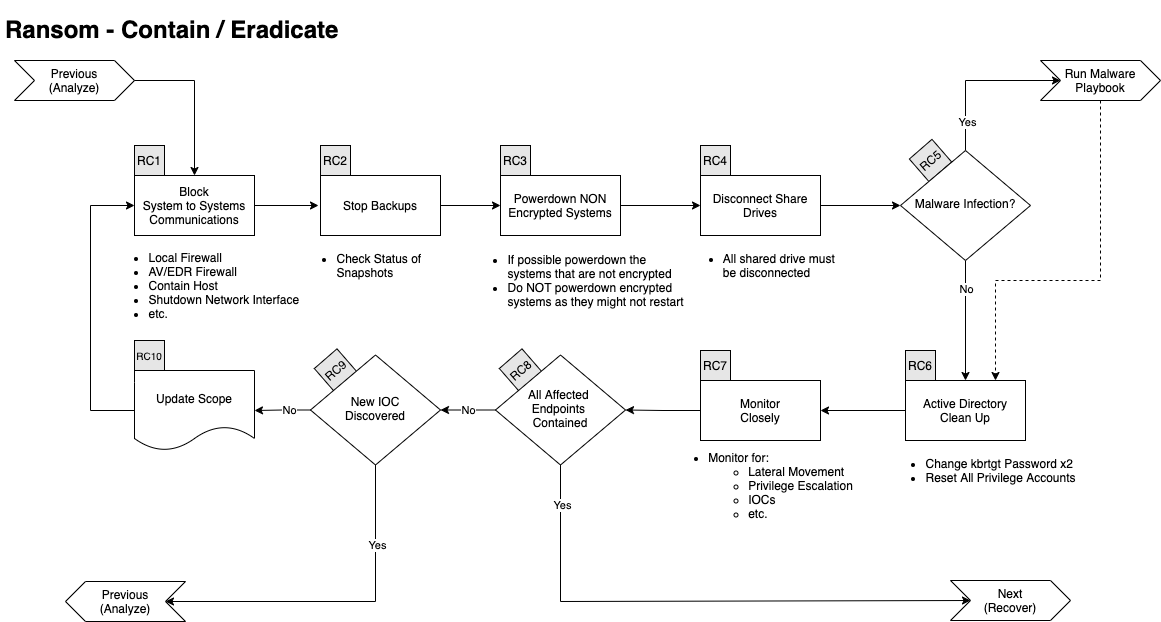 Ransom - Contain / Eradicate
Previous
(Analyze)
Run Malware
Playbook
Yes
RC1
RC2
RC3
RC4
RC5
Block
System to Systems
Communications
Stop Backups
Powerdown NON
Encrypted Systems
Disconnect Share
Drives
Malware Infection?
• Local Firewall
• AV/EDR Firewall
• Contain Host
• Shutdown Network Interface
• etc.
• Check Status of
Snapshots
• If possible powerdown the
systems that are not encrypted
• Do NOT powerdown encrypted
systems as they might not restart
• All shared drive must
be disconnected
No
RC10
RC9
RC8
RC7
RC6
Update Scope
No
New IOC
Discovered
No
All Affected
Endpoints
Contained
Monitor
Closely
Active Directory
Clean Up
• Monitor for:
Lateral Movement
Privilege Escalation
IOCs
etc.
• Change kbrtgt Password x2
• Reset All Privilege Accounts
Yes
Yes
Previous
(Analyze)
Next
(Recover)